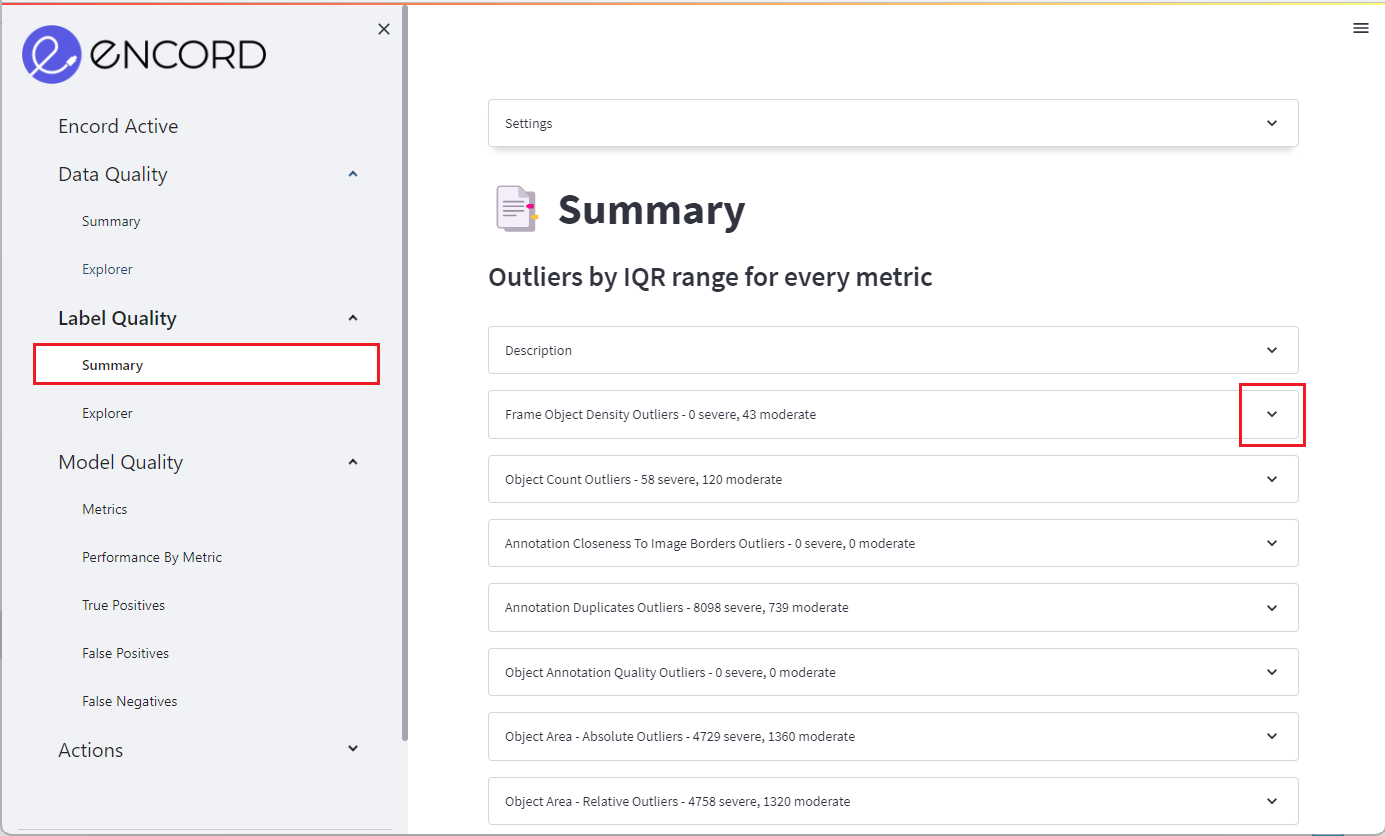 ENCORD
Encord Active
Data Quality
Summary
Explorer
Label Quality
Summary
Explorer
Model Quality
Metrics
Performance By Metric
True Positives
False Positives
False Negatives
Actions
Settings
Summary
Outliers by IQR range for every metric
Description
Frame Object Density Outliers - 0 severe, 43 moderate
Object Count Outliers - 58 severe, 120 moderate
Annotation Closeness To Image Borders Outliers - 0 severe, 0 moderate
Annotation Duplicates Outliers - 8098 severe, 739 moderate
Object Annotation Quality Outliers - 0 severe, 0 moderate
Object Area - Absolute Outliers - 4729 severe, 1360 moderate
Object Area - Relative Outliers - 4758 severe, 1320 moderate